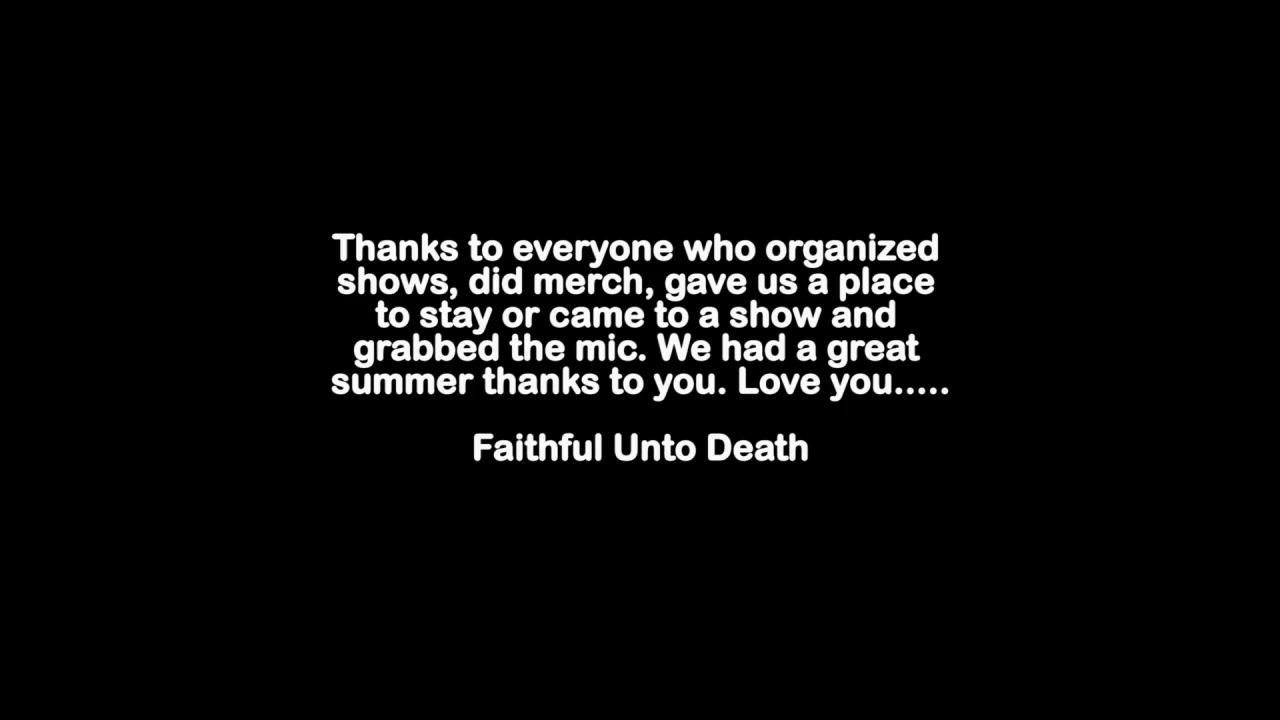 Thanks to everyone who organized
shows, did merch, gave us a place
to stay or came to a show and
grabbed the mic. We had a great
summer thanks to you. Love you.....
Faithful Unto Death